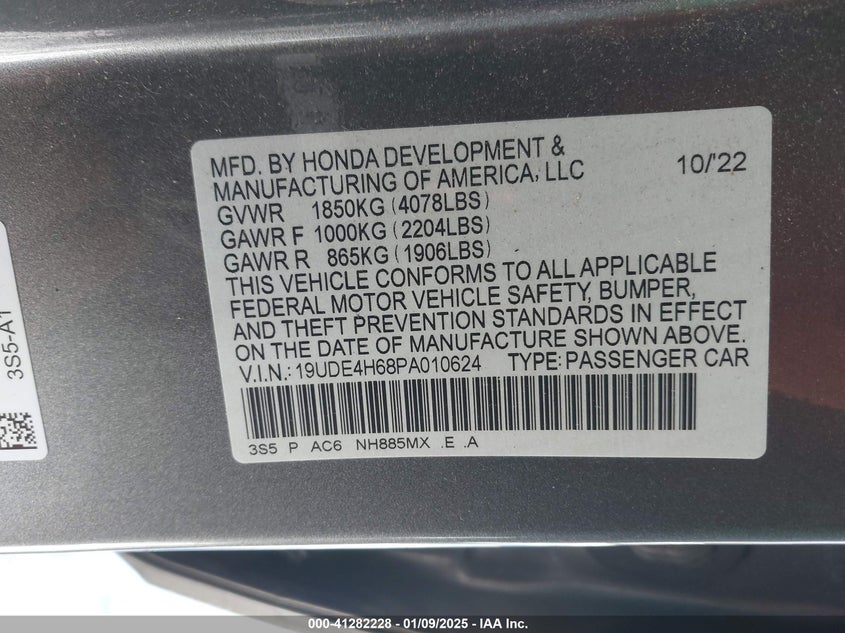 MFD. BY HONDA DEVELOPMENT &
MANUFACTURING OF AMERICA, LLC 10/'22
GVWR 1850KG (4078LBS)
GAWR F 1000KG (2204LBS)
GAWR R 865KG (1906LBS)
THIS VEHICLE CONFORMS TO ALL APPLICABLE
FEDERAL MOTOR VEHICLE SAFETY, BUMPER,
AND THEFT PREVENTION STANDARDS IN EFFECT
ON THE DATE OF MANUFACTURE SHOWN ABOVE.
V.I.N.: 19UDE4H68PA010624 TYPE: PASSENGER CAR
3S5 P AC6 NH885MX .E .A
3S5-A1
000-41282228 - 01/09/2025 - IAA Inc.